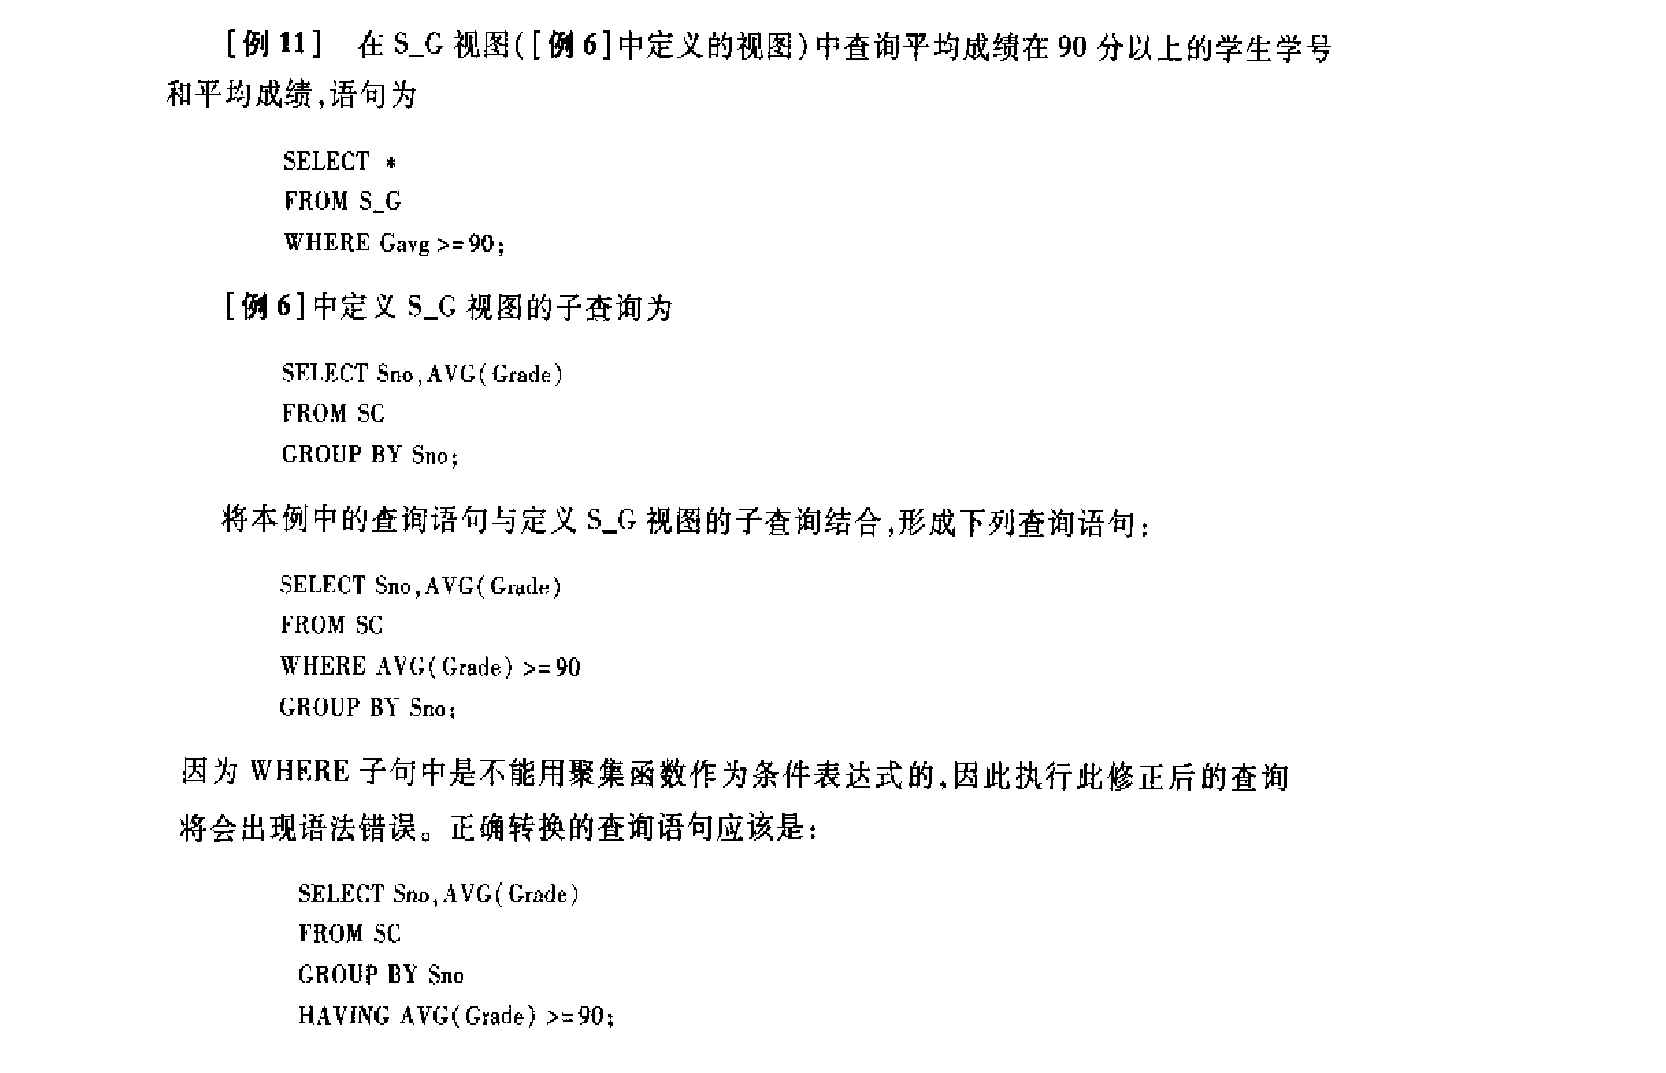 [例 11] 在 S_G 视图([例 6]中定义的视图)中查询平均成绩在 90 分以上的学生学号
和平均成绩,语句为
SELECT *
FROM S_G
WHERE Gavg >=90;
[例 6]中定义 S_G 视图的子查询为
SELECT Sno,AVG(Grade)
FROM SC
GROUP BY Sno;
将本例中的查询语句与定义 S_G 视图的子查询结合,形成下列查询语句:
SELECT Sno,AVG(Grade)
FROM SC
WHERE AVG(Grade) >=90
GROUP BY Sno;
因为 WHERE 子句中是不能用聚集函数作为条件表达式的,因此执行此修正后的查询
将会出现语法错误。正确转换的查询语句应该是:
SELECT Sno,AVG(Grade)
FROM SC
GROUP BY Sno
HAVING AVG(Grade) >=90;